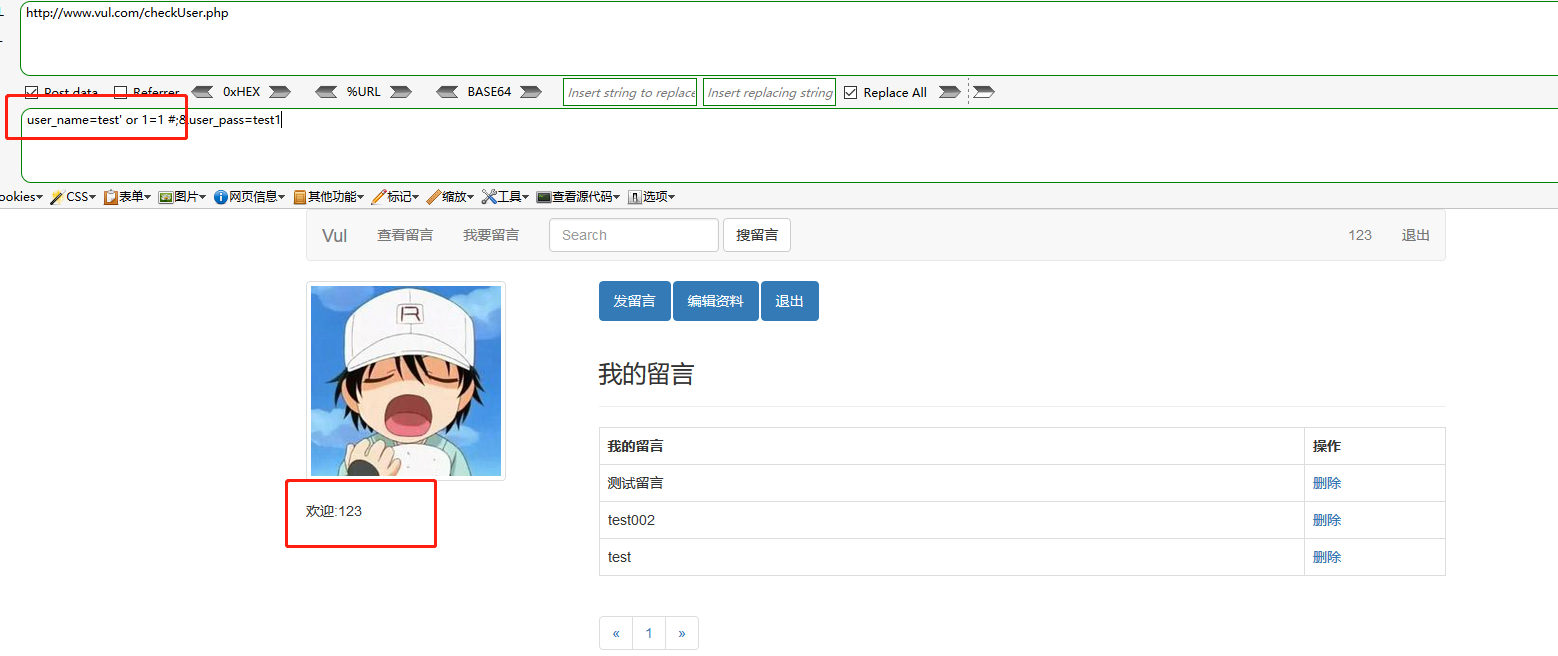 http://www.vul.com/checkUser.php
Post data Referrer 0xHEX %URL BASE64 Insert string to replace Insert replacing string Replace All
user_name=test' or 1=1 #;&user_pass=test1
ookies CSS 表单 图片 网页信息 其他功能 标记 缩放 工具 查看源代码 选项
Vul 查看留言 我要留言 Search 搜留言 123 退出
R
发留言 编辑资料 退出
我的留言
我的留言 操作
测试留言 删除
欢迎:123
test002 删除
test 删除
« 1 »